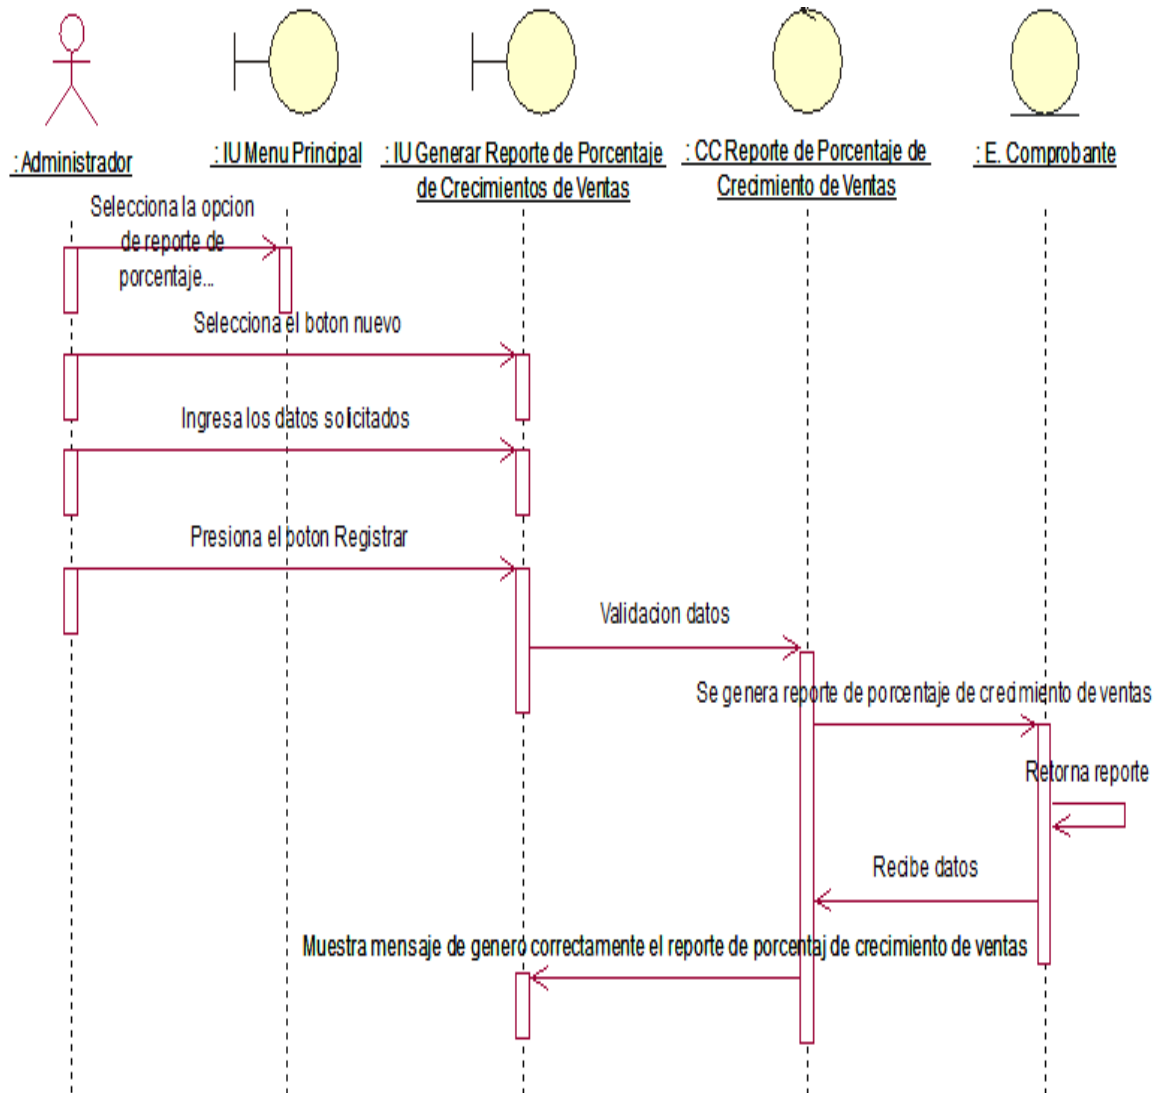 : Administrador
: IU Menu Principal
: IU Generar Reporte de Porcentaje
de Crecimientos de Ventas
: CC Reporte de Porcentaje de
Crecimiento de Ventas
: E. Comprobante
Selecciona la opcion
de reporte de
porcentaje...
Selecciona el boton nuevo
Ingresa los datos solicitados
Presiona el boton Registrar
Validacion datos
Se genera reporte de porcentaje de crecimiento de ventas
Retorna reporte
Recibe datos
Muestra mensaje de genero correctamente el reporte de porcentaj de crecimiento de ventas